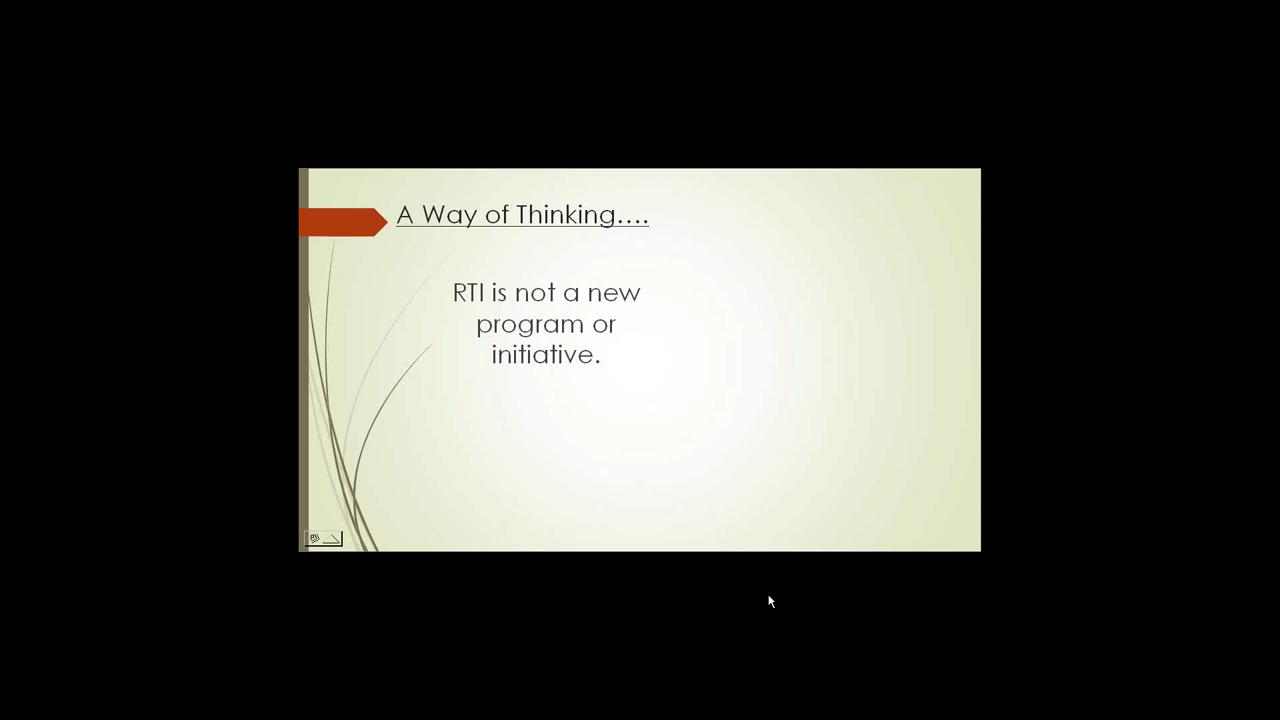 A Way of Thinking....
RTI is not a new
program or
initiative.